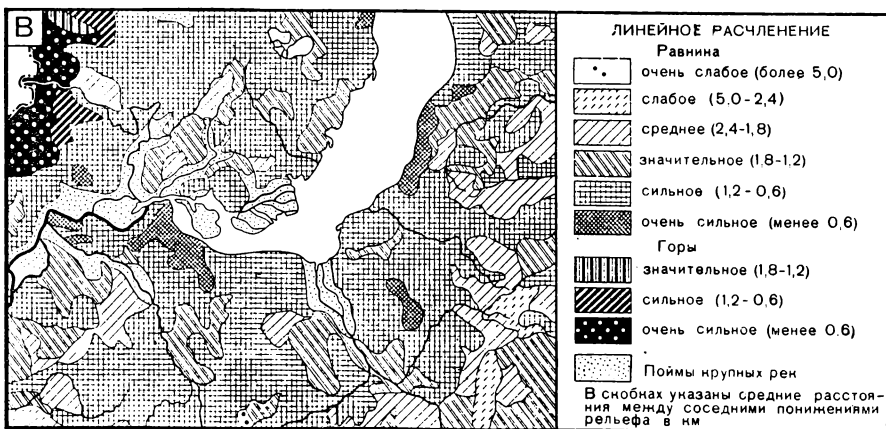 В
ЛИНЕЙНОЕ РАСЧЛЕНЕНИЕ
Равнина
очень слабое (более 5,0)
слабое (5,0-2,4)
среднее (2,4-1,8)
значительное (1,8-1,2)
сильное (1,2-0,6)
очень сильное (менее 0,6)
Горы
значительное (1,8-1,2)
сильное (1,2-0,6)
очень сильное (менее 0.6)
Поймы крупных рек
В скобках указаны средние расстоя-
ния между соседними понижениями
рельефа в км